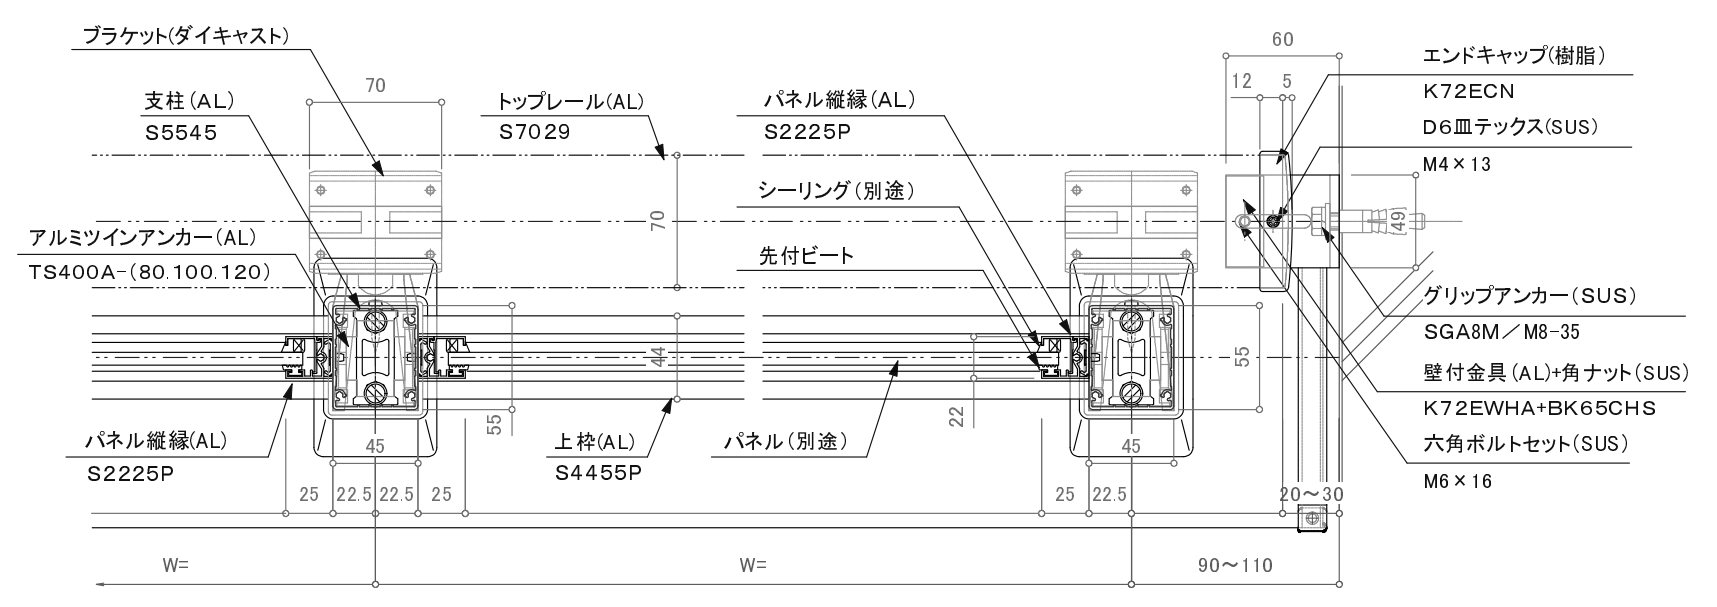 ブラケット(ダイキャスト)
70
支柱(AL)
S5545
トップレール(AL)
S7029
パネル縦縁(AL)
S2225P
60
12
5
エンドキャップ(樹脂)
K72ECN
D6皿テックス(SUS)
M4×13
シーリング(別途)
70
49
アルミツインアンカー(AL)
TS400A-(80.100.120)
先付ビート
グリップアンカー(SUS)
SGA8M/M8-35
44
55
壁付金具(AL)+角ナット(SUS)
K72EWHA+BK65CHS
55
22
パネル縦縁(AL)
S2225P
45
上枠(AL)
S4455P
パネル(別途)
45
六角ボルトセット(SUS)
M6×16
25
22.5
22.5
25
25
22.5
20~30
W=
W=
90~110